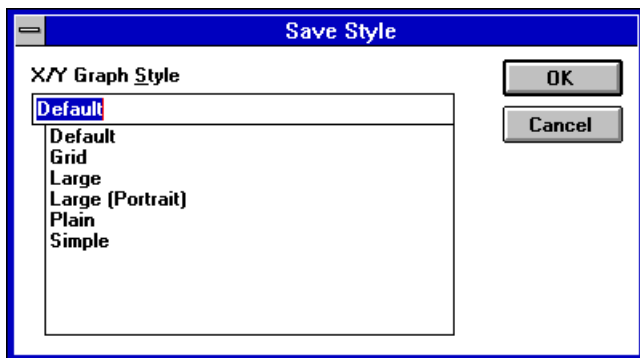 Save Style
X/Y Graph Style
OK
Default
Cancel
Default
Grid
Large
Large (Portrait)
Plain
Simple